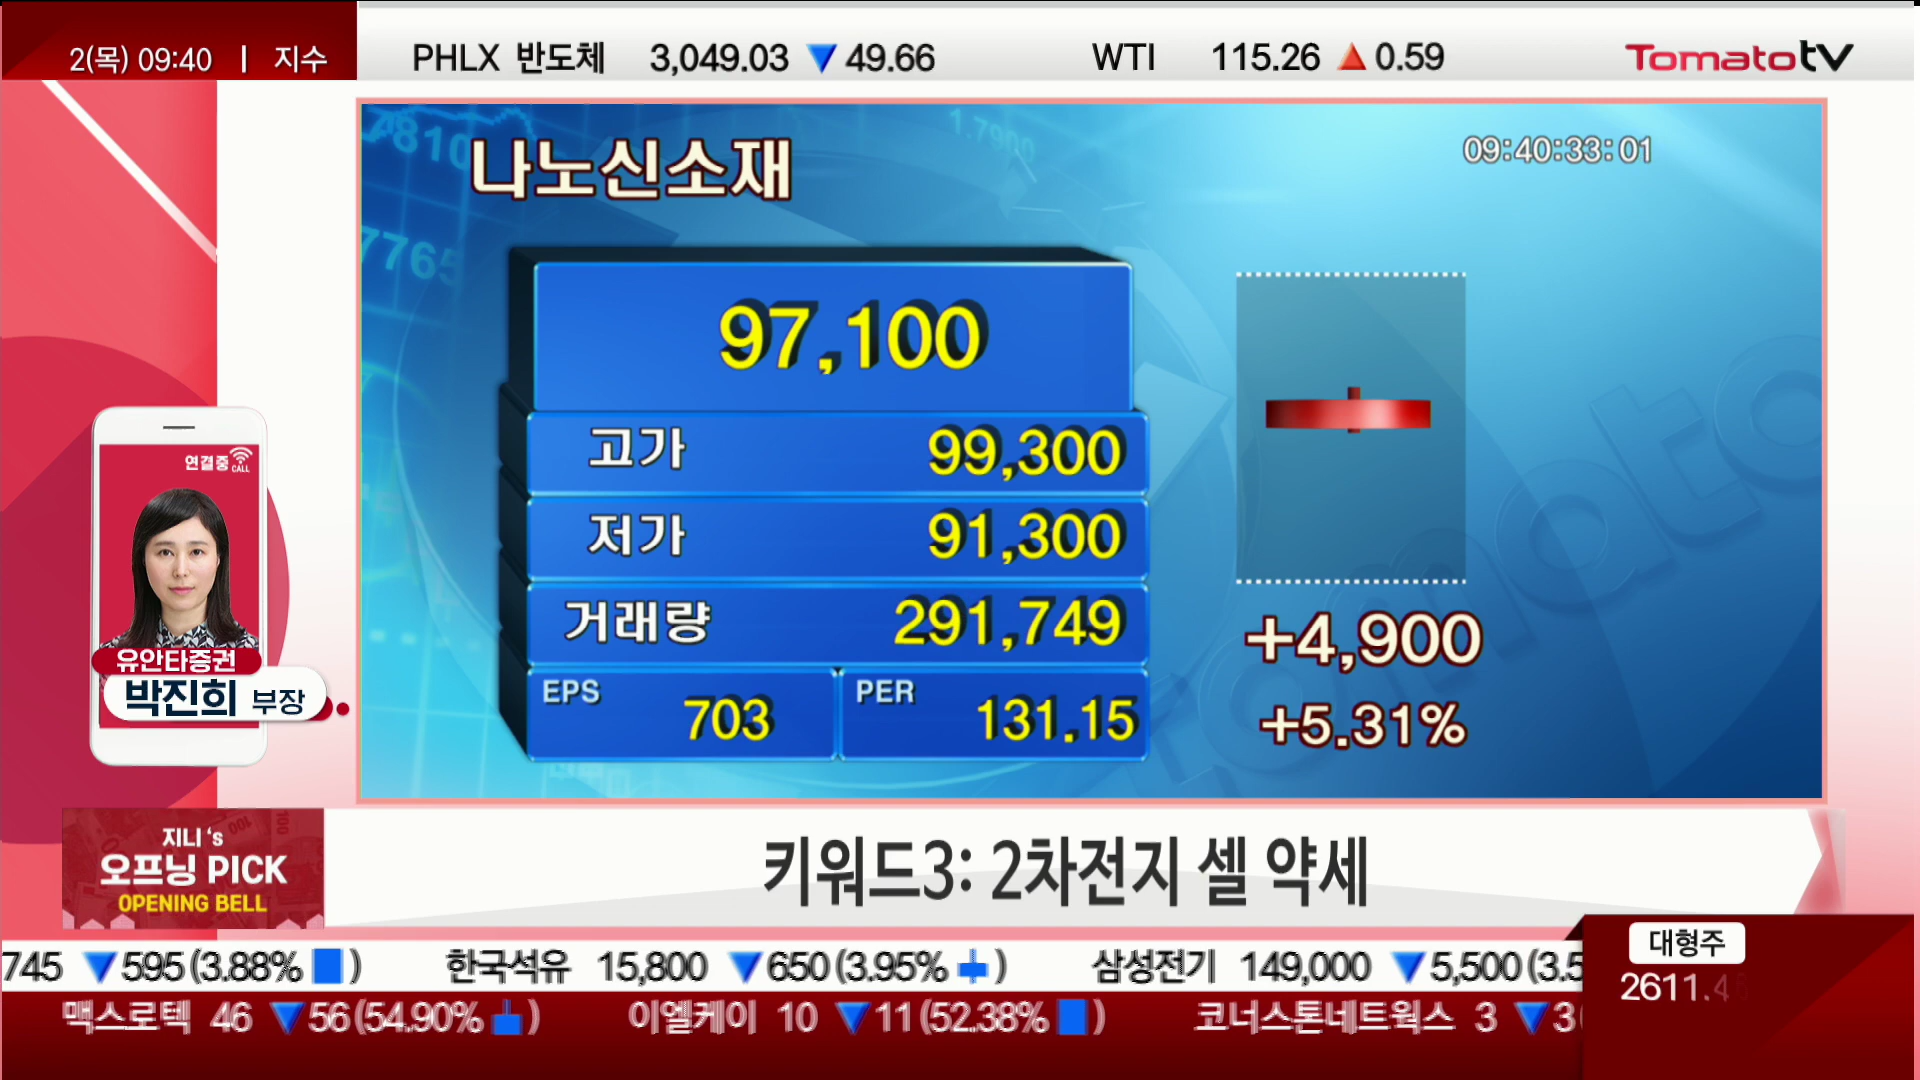 2(목) 09:40 | 지수
PHLX 반도체 3,049.03 ▼ 49.66 WTI 115.26 ▲ 0.59
Tomatotv
나노신소재
09:40:33:01
97,100
고가 99,300
저가 91,300
거래량 291,749
EPS 703
PER 131.15
+4,900
+5.31%
연결중
CALL
유안타증권
박진희 부장
지니 's
오프닝 PICK
OPENING BELL
키워드3: 2차전지 셀 약세
745 ▼ 595 (3.88% ) 한국석유 15,800 ▼ 650 (3.95% ) 삼성전기 149,000 ▼ 5,500 (3.5
맥스로텍 46 ▼ 56 (54.90% ) 이엘케이 10 ▼ 11 (52.38% ) 코너스톤네트웍스 3 ▼ 3
대형주
2611.4